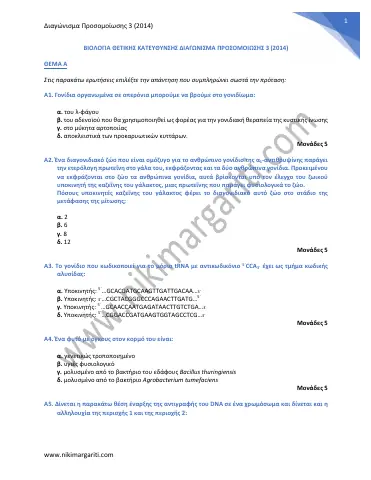 Διαγώνισμα Προσομοίωσης 3 (2014)
1
ΒΙΟΛΟΓΙΑ ΘΕΤΙΚΗΣ ΚΑΤΕΥΘΥΝΣΗΣ ΔΙΑΓΩΝΙΣΜΑ ΠΡΟΣΟΜΟΙΩΣΗΣ 3 (2014)
ΘΕΜΑ Α
Στις παρακάτω ερωτήσεις επιλέξτε την απάντηση που συμπληρώνει σωστά την πρόταση:
Α1. Γονίδια οργανωμένα σε οπερόνια μπορούμε να βρούμε στο γονιδίωμα:
α. του λ-φάγου
β. του αδενοϊού που θα χρησιμοποιηθεί ως φορέας για την γονιδιακή θεραπεία της κυστικής ίνωσης
γ. στο μύκητα αρτοποιίας
δ. αποκλειστικά των προκαρυωτικών κυττάρων.
Μονάδες 5
Α2. Ένα διαγονιδιακό ζώο που είναι ομόζυγο για το ανθρώπινο γονίδιο της α₁-αντιθρυψίνης παράγει
την ετερόλογη πρωτεΐνη στο γάλα του, εκφράζοντας και τα δύο ανθρώπινα γονίδια. Προκειμένου
να εκφράζονται στο ζώο τα ανθρώπινα γονίδια, αυτά βρίσκονται υπό τον έλεγχο του ζωικού
υποκινητή της καζεΐνης του γάλακτος, μιας πρωτεΐνης που παράγει φυσιολογικά το ζώο.
Πόσους υποκινητές καζεΐνης του γάλακτος φέρει το διαγονιδιακό αυτό ζώο στο στάδιο της
μετάφασης της μίτωσης;
α. 2
β. 6
γ. 8
δ. 12
Μονάδες 5
Α3. Το γονίδιο που κωδικοποιεί για το μόριο tRNA με αντικωδικόνιο 5'CCA3' έχει ως τμήμα κωδικής
αλυσίδας:
α. Υποκινητής: 5'...GCACGATGCAAGTTGATTGACAA...3'
β. Υποκινητής: 3'...CGCTACGGGCCCAGAACTTGATG...5'
γ. Υποκινητής: 5'...GCAACCAATGAGATAACTTGTCTGA...3'
δ. Υποκινητής: 5'...CGGACCGATGAAGTGGTAGCCTCG...3'
Μονάδες 5
Α4. Ένα φυτό με όγκους στον κορμό του είναι:
α. γενετικώς τροποποιημένο
β. υγιές φυσιολογικό
γ. μολυσμένο από το βακτήριο του εδάφους Bacillus thuringiensis
δ. μολυσμένο από το βακτήριο Agrobacterium tumefaciens
Μονάδες 5
Α5. Δίνεται η παρακάτω θέση έναρξης της αντιγραφής του DNA σε ένα χρωμόσωμα και δίνεται και η
αλληλουχία της περιοχής 1 και της περιοχής 2:
www.nikimargariti.com
www.nikimargariti.com